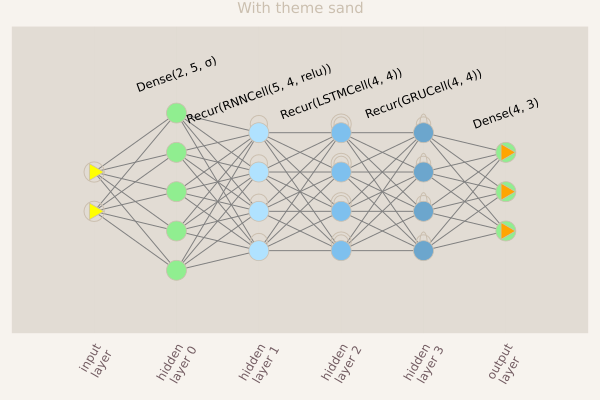 With theme sand
Dense(2, 5, σ)
Recur(RNNCell(5, 4, relu))
Recur(LSTMCell(4, 4))
Recur(GRUCell(4, 4))
Dense(4, 3)
input
layer
hidden
layer 0
hidden
layer 1
hidden
layer 2
hidden
layer 3
output
layer